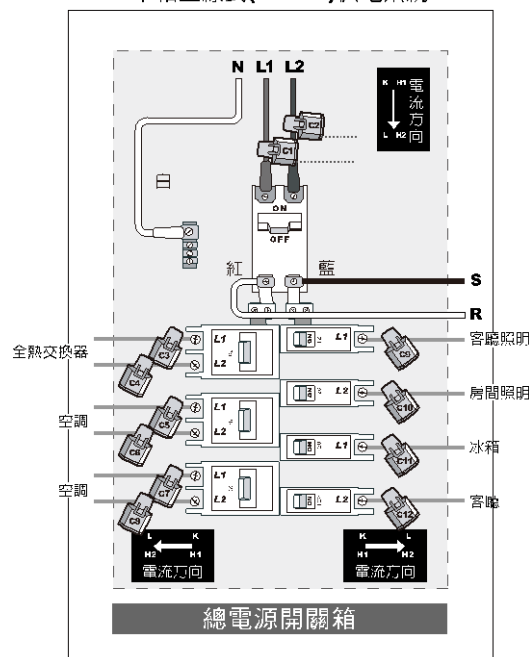 N L1 L2
K H1
L H2
電流方向
C2
C1
白
ON
OFF
紅 藍
S
R
全熱交換器
C3
C4
L1
L2
L1
C9
客廳照明
空調
C5
C6
L1
L2
L2
C10
房間照明
L1
C11
冰箱
空調
C7
C8
L1
L2
L2
C12
客廳
L K
H2 H1
電流方向
K L
H1 H2
電流方向
總電源開關箱